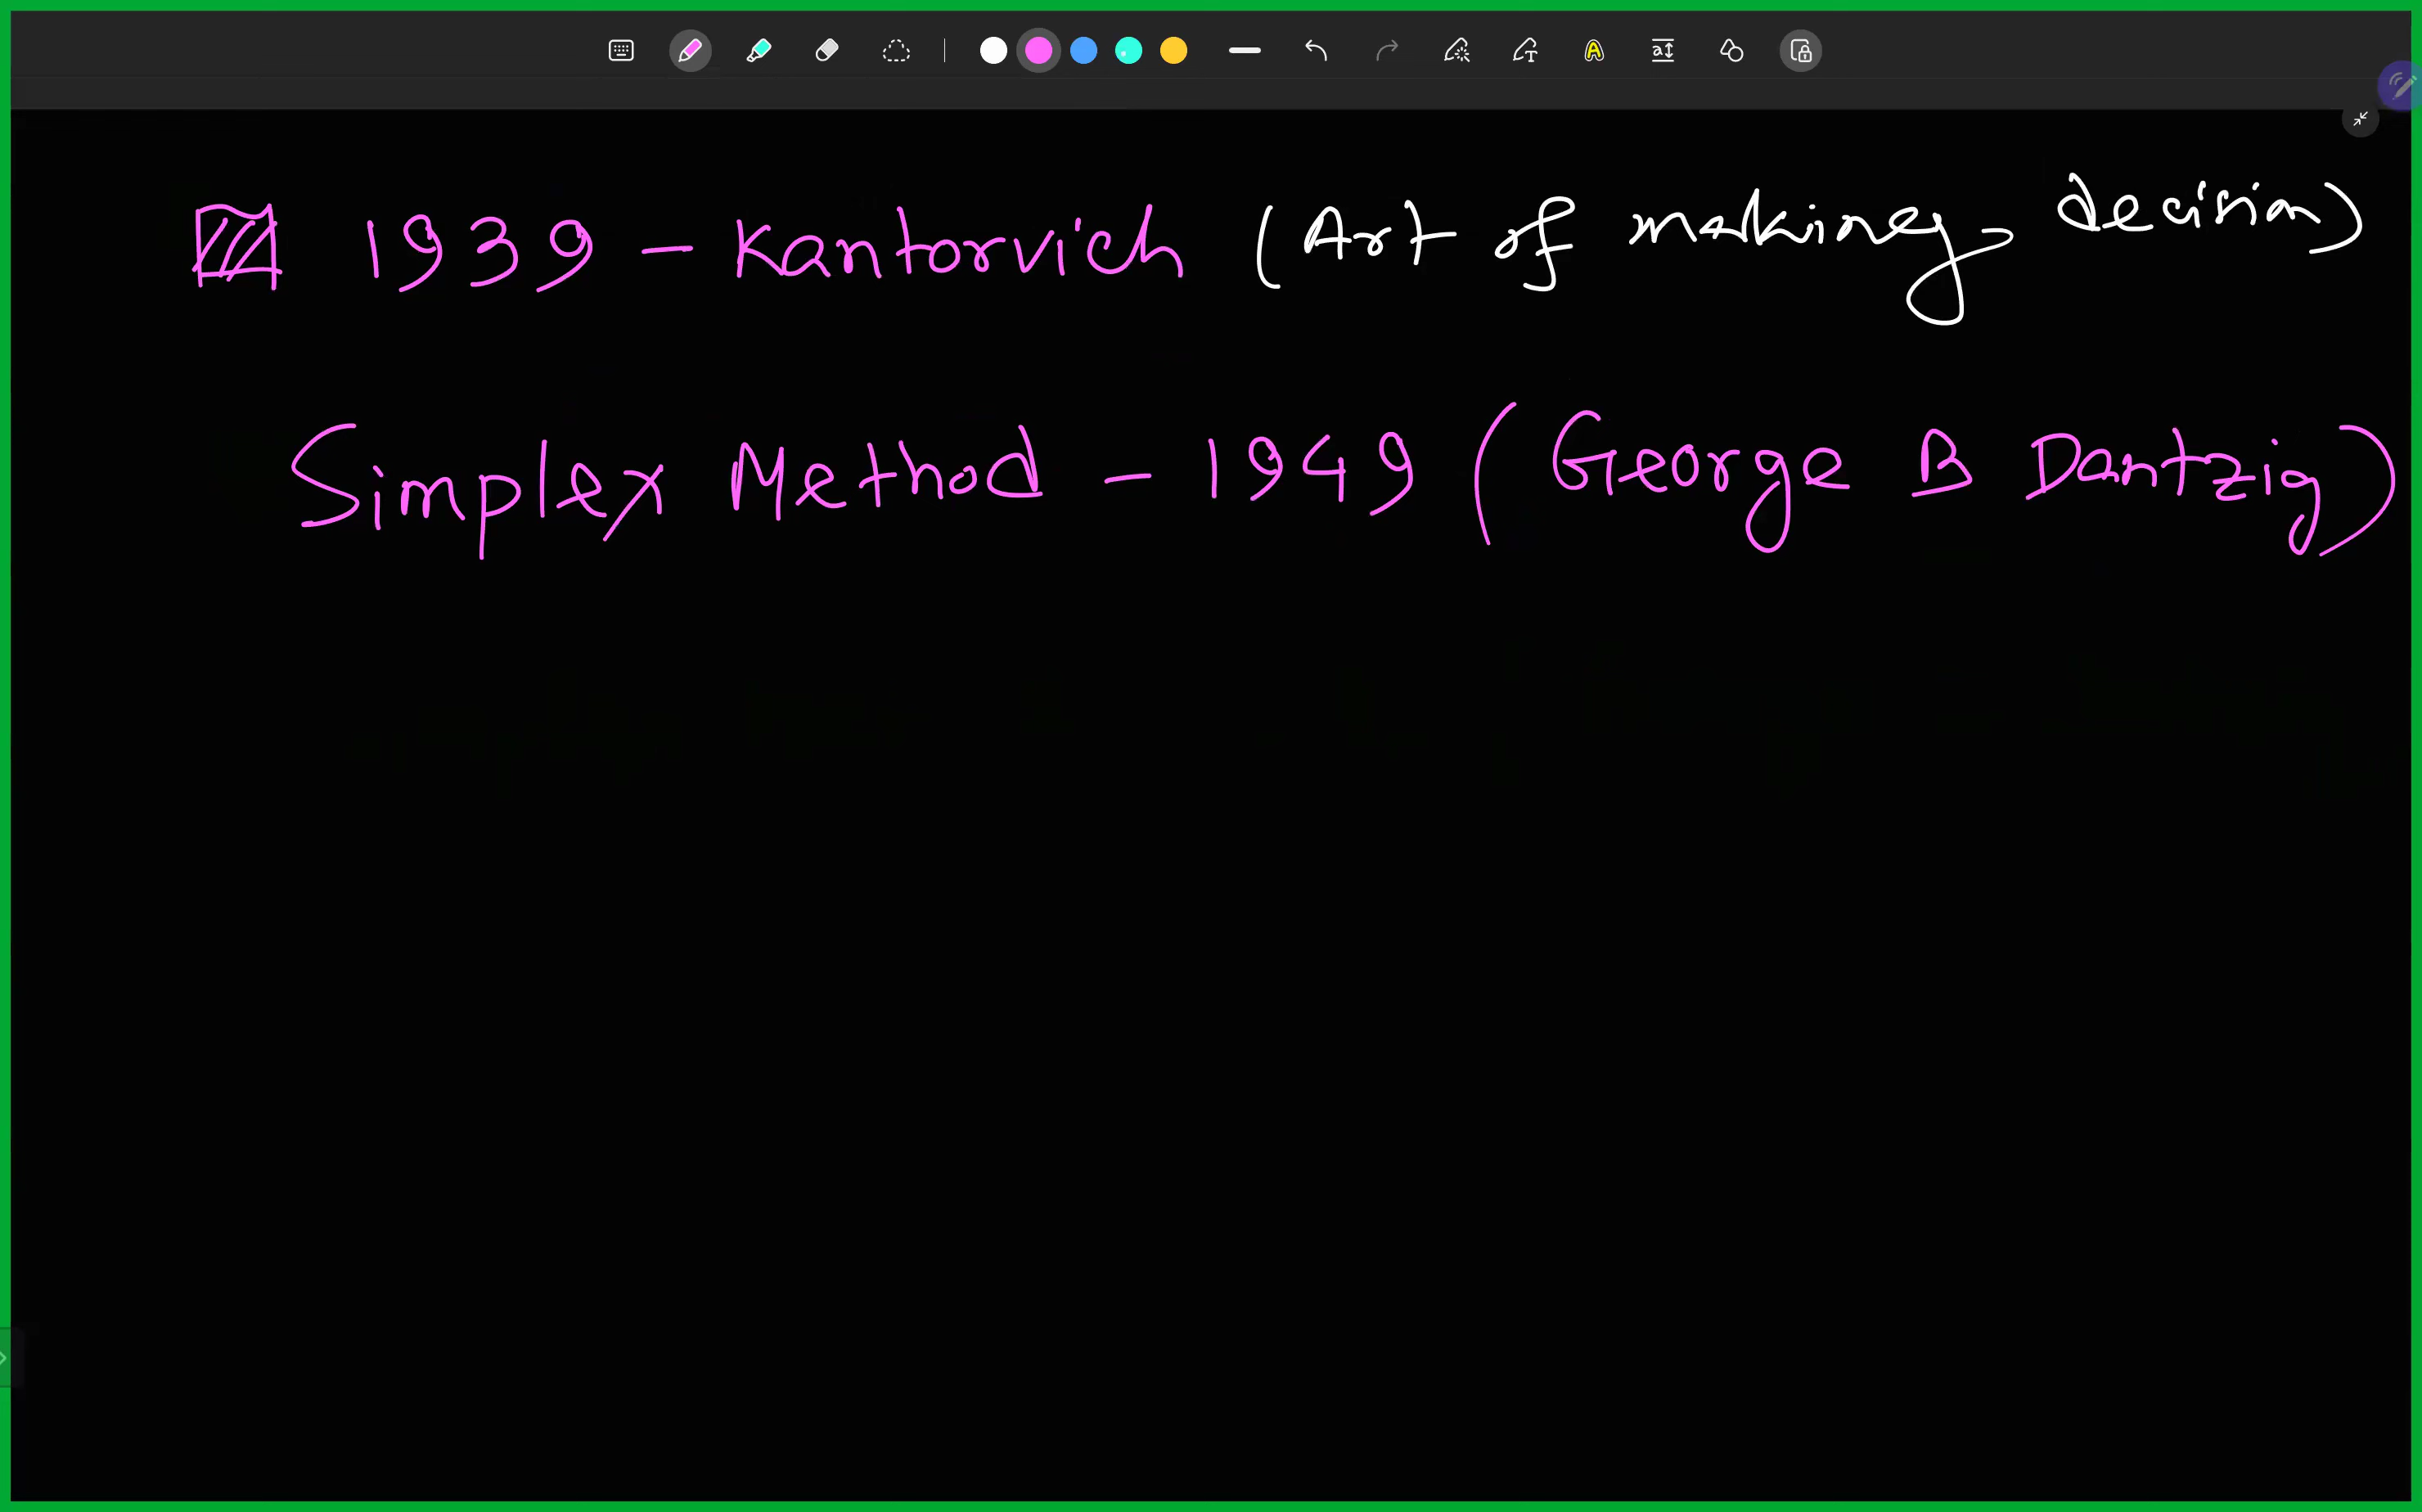 1939 - Kantorvich (Art of making decision)
Simplex Method - 1949 (George B Dantzig)